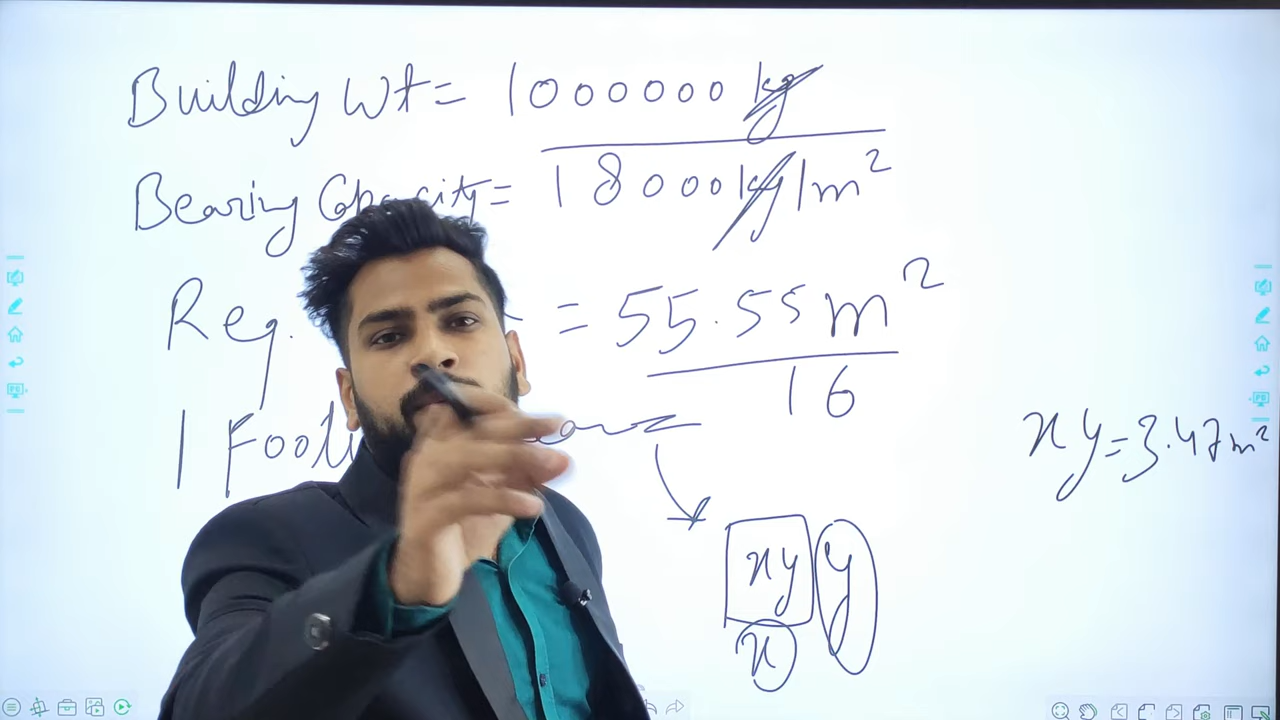 Building Wt = 1000000 kg
Bearing Capacity = 18000 kg/m²
Req. = 55.55 m²
16
1 =
xy = 3.47 m²
xy y
x